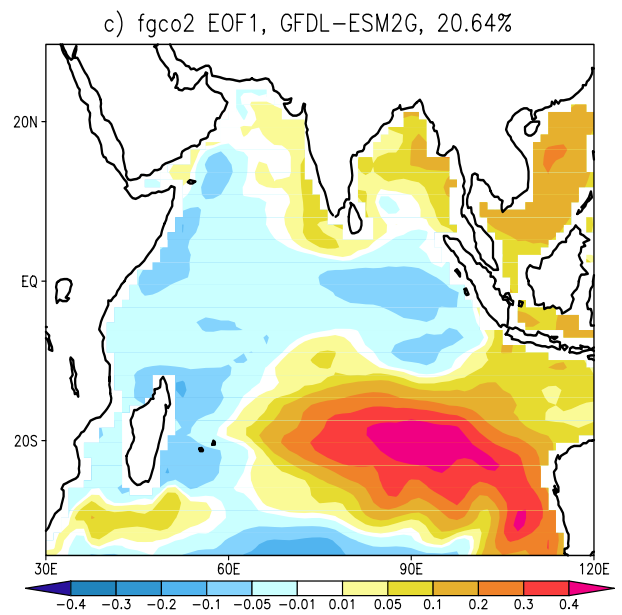 c) fgco2 EOF1, GFDL-ESM2G, 20.64%
20N
EQ
20S
30E 60E 90E 120E
-0.4 -0.3 -0.2 -0.1 -0.05 -0.01 0.01 0.05 0.1 0.2 0.3 0.4